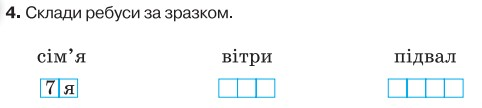 4. Склади ребуси за зразком.
сім’я вітри підвал
7 я